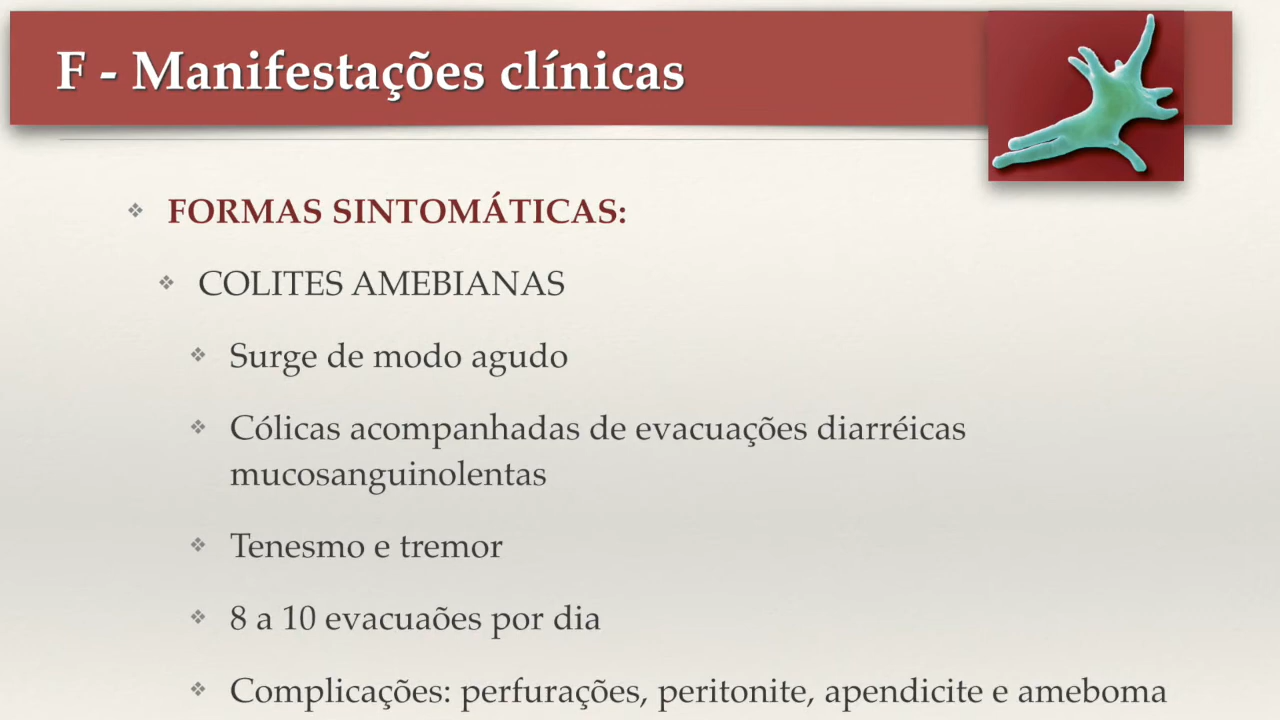 F - Manifestações clínicas
FORMAS SINTOMÁTICAS:
COLITES AMEBIANAS
Surge de modo agudo
Cólicas acompanhadas de evacuações diarréicas
mucosanguinolentas
Tenesmo e tremor
8 a 10 evacuaões por dia
Complicações: perfurações, peritonite, apendicite e ameboma